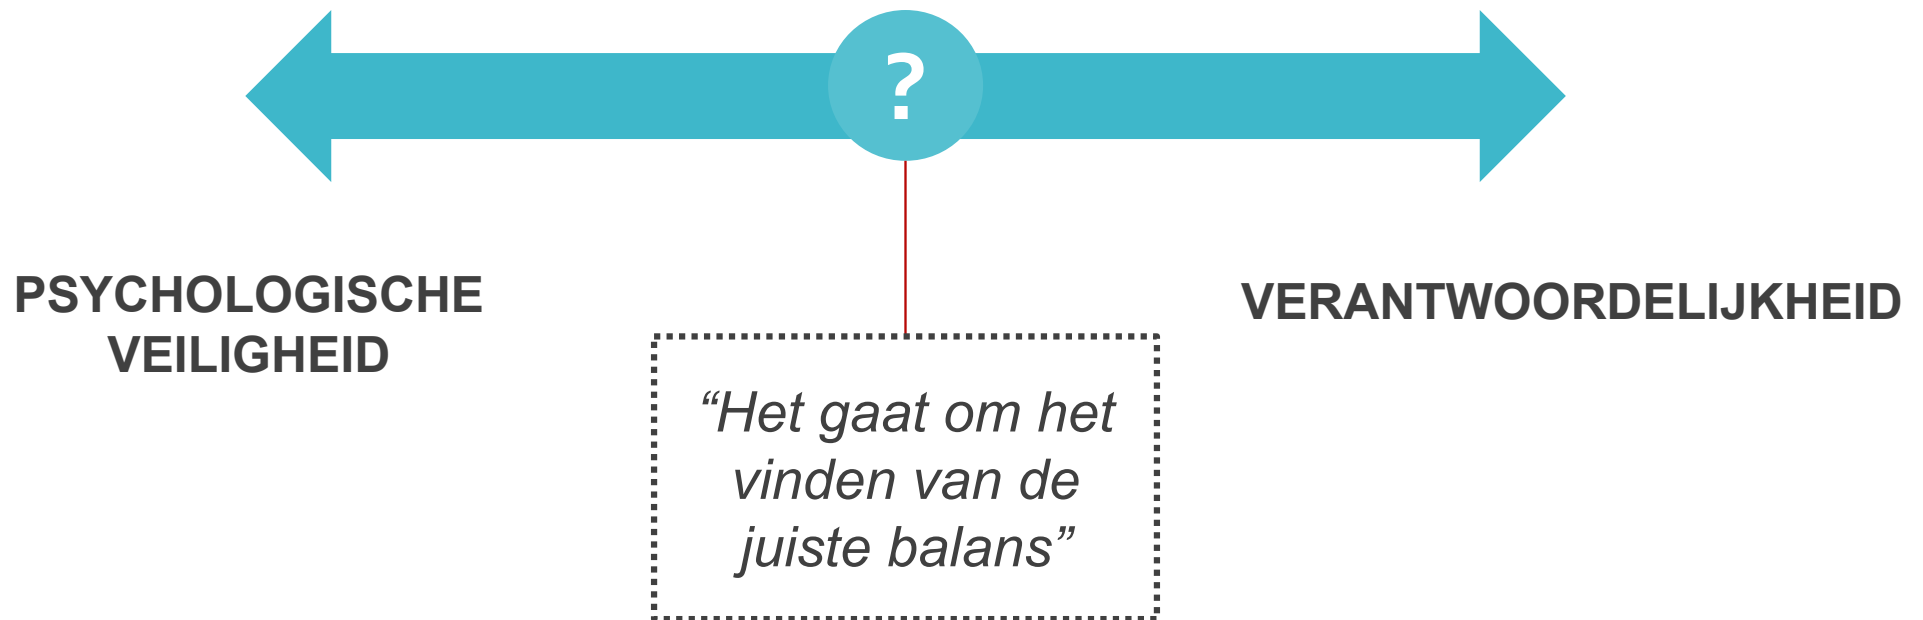 ?
PSYCHOLOGISCHE
VEILIGHEID
VERANTWOORDELIJKHEID
“Het gaat om het
vinden van de
juiste balans”